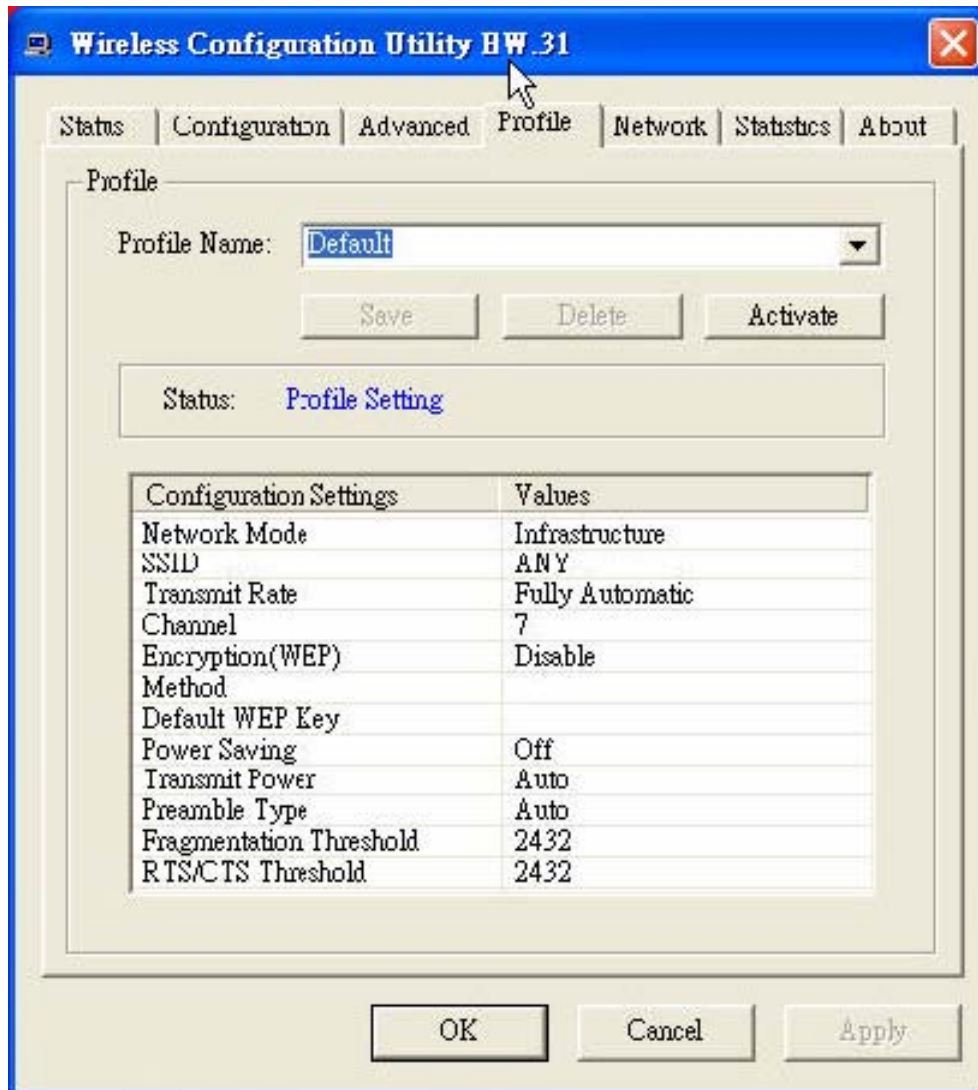 Wireless Configuration Utility HW.31
Status Configuration Advanced Profile Network Statistics About
Profile
Profile Name: Default
Save Delete Activate
Status: Profile Setting
Configuration Settings Values
Network Mode Infrastructure
SSID ANY
Transmit Rate Fully Automatic
Channel 7
Encryption(WEP) Disable
Method
Default WEP Key
Power Saving Off
Transmit Power Auto
Preamble Type Auto
Fragmentation Threshold 2432
RTS/CTS Threshold 2432
OK Cancel Apply